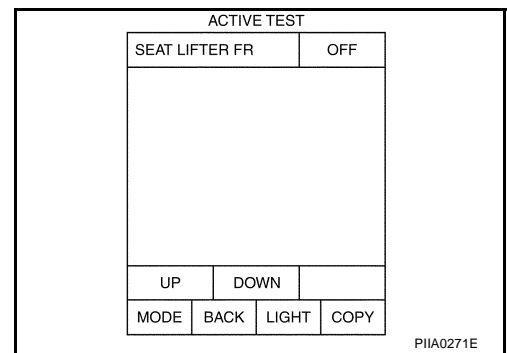 ACTIVE TEST
SEAT LIFTER FR OFF
UP DOWN
MODE BACK LIGHT COPY
PIIA0271E